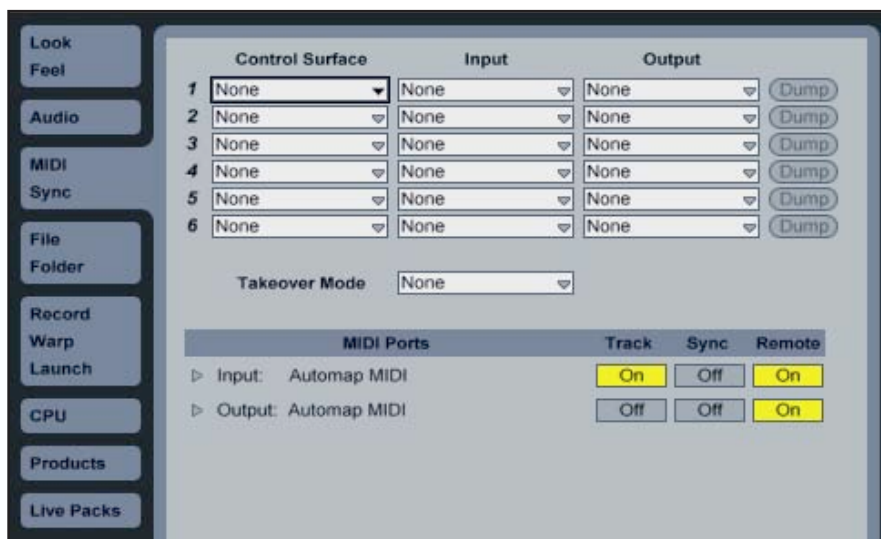 Look
Feel
Audio
MIDI
Sync
File
Folder
Record
Warp
Launch
CPU
Products
Live Packs
Control Surface Input Output
1 None None None Dump
2 None None None Dump
3 None None None Dump
4 None None None Dump
5 None None None Dump
6 None None None Dump
Takeover Mode None
MIDI Ports Track Sync Remote
Input: Automap MIDI On Off On
Output: Automap MIDI Off Off On